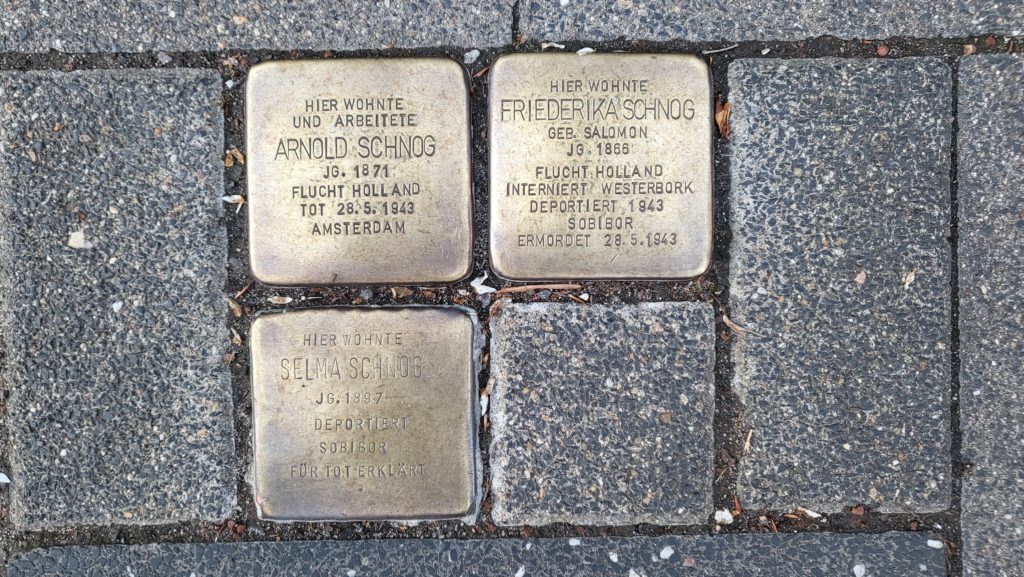 HIER WOHNTE
UND ARBEITETE
ARNOLD SCHNOG
JG. 1871
FLUCHT HOLLAND
TOT 28.5.1943
AMSTERDAM
HIER WOHNTE
FRIEDERIKA SCHNOG
GEB. SALOMON
JG. 1866
FLUCHT HOLLAND
INTERNIERT WESTERBORK
DEPORTIERT 1943
SOBIBOR
ERMORDET 28.5.1943
HIER WOHNTE
SELMA SCHNOG
JG. 1897
DEPORTIERT
SOBIBOR
FÜR TOT ERKLÄRT